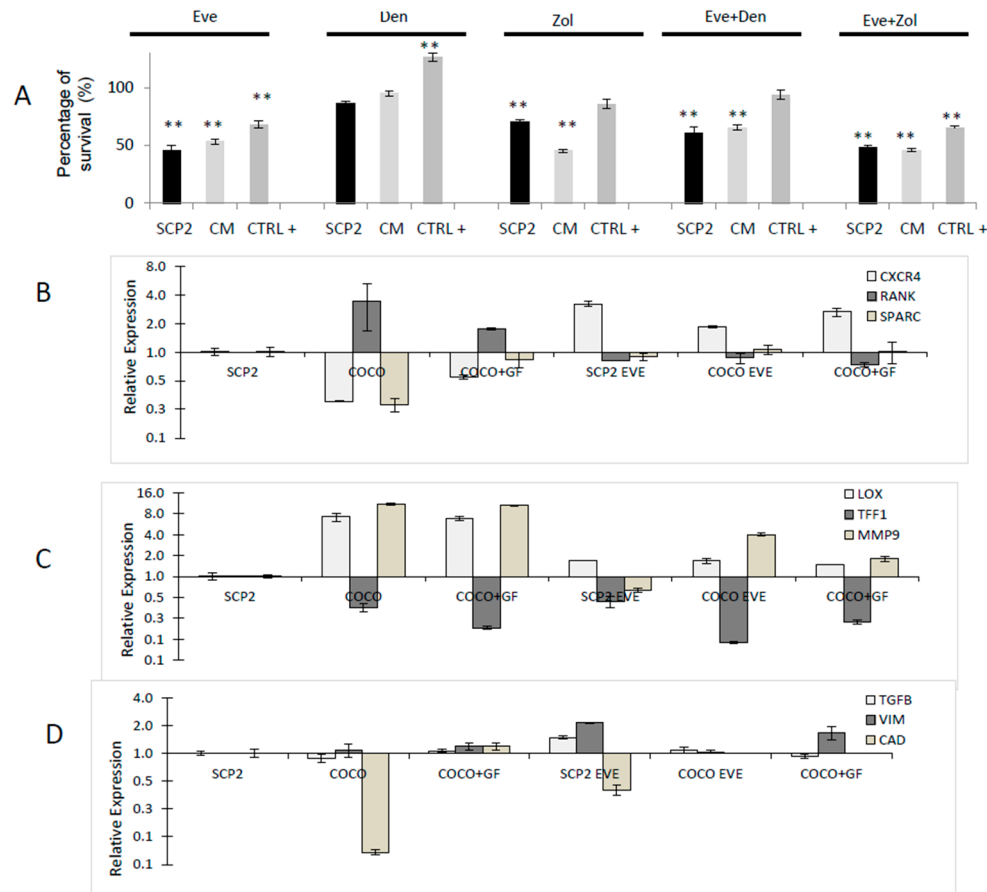 Eve Den Zol Eve+Den Eve+Zol
A
Percentage of
survival (%)
100
50
0
** ** **
**
** **
** **
** ** **
SCP2 CM CTRL + SCP2 CM CTRL + SCP2 CM CTRL + SCP2 CM CTRL + SCP2 CM CTRL +
B
Relative Expression
8.0
4.0
2.0
1.0
0.5
0.3
0.1
CXCR4
RANK
SPARC
SCP2 COCO COCO+GF SCP2 EVE COCO EVE COCO+GF
C
Relative Expression
16.0
8.0
4.0
2.0
1.0
0.5
0.3
0.1
0.1
LOX
TFF1
MMP9
SCP2 COCO COCO+GF SCP2 EVE COCO EVE COCO+GF
D
Relative Expression
4.0
2.0
1.0
0.5
0.3
0.1
0.1
TGFB
VIM
CAD
SCP2 COCO COCO+GF SCP2 EVE COCO EVE COCO+GF